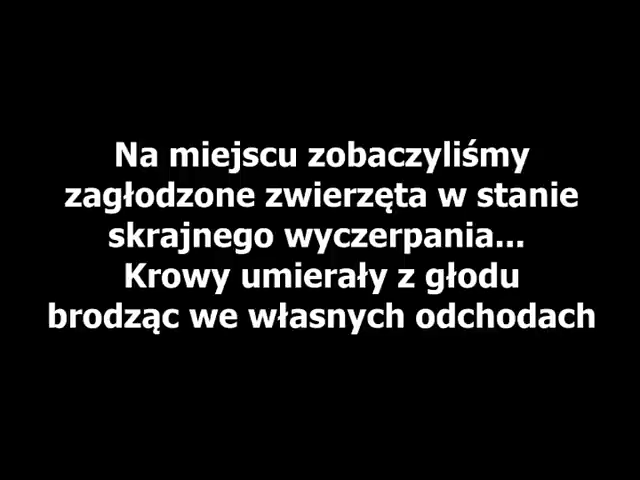 Na miejscu zobaczyliśmy
zagłodzone zwierzęta w stanie
skrajnego wyczerpania...
Krowy umierały z głodu
brodząc we własnych odchodach